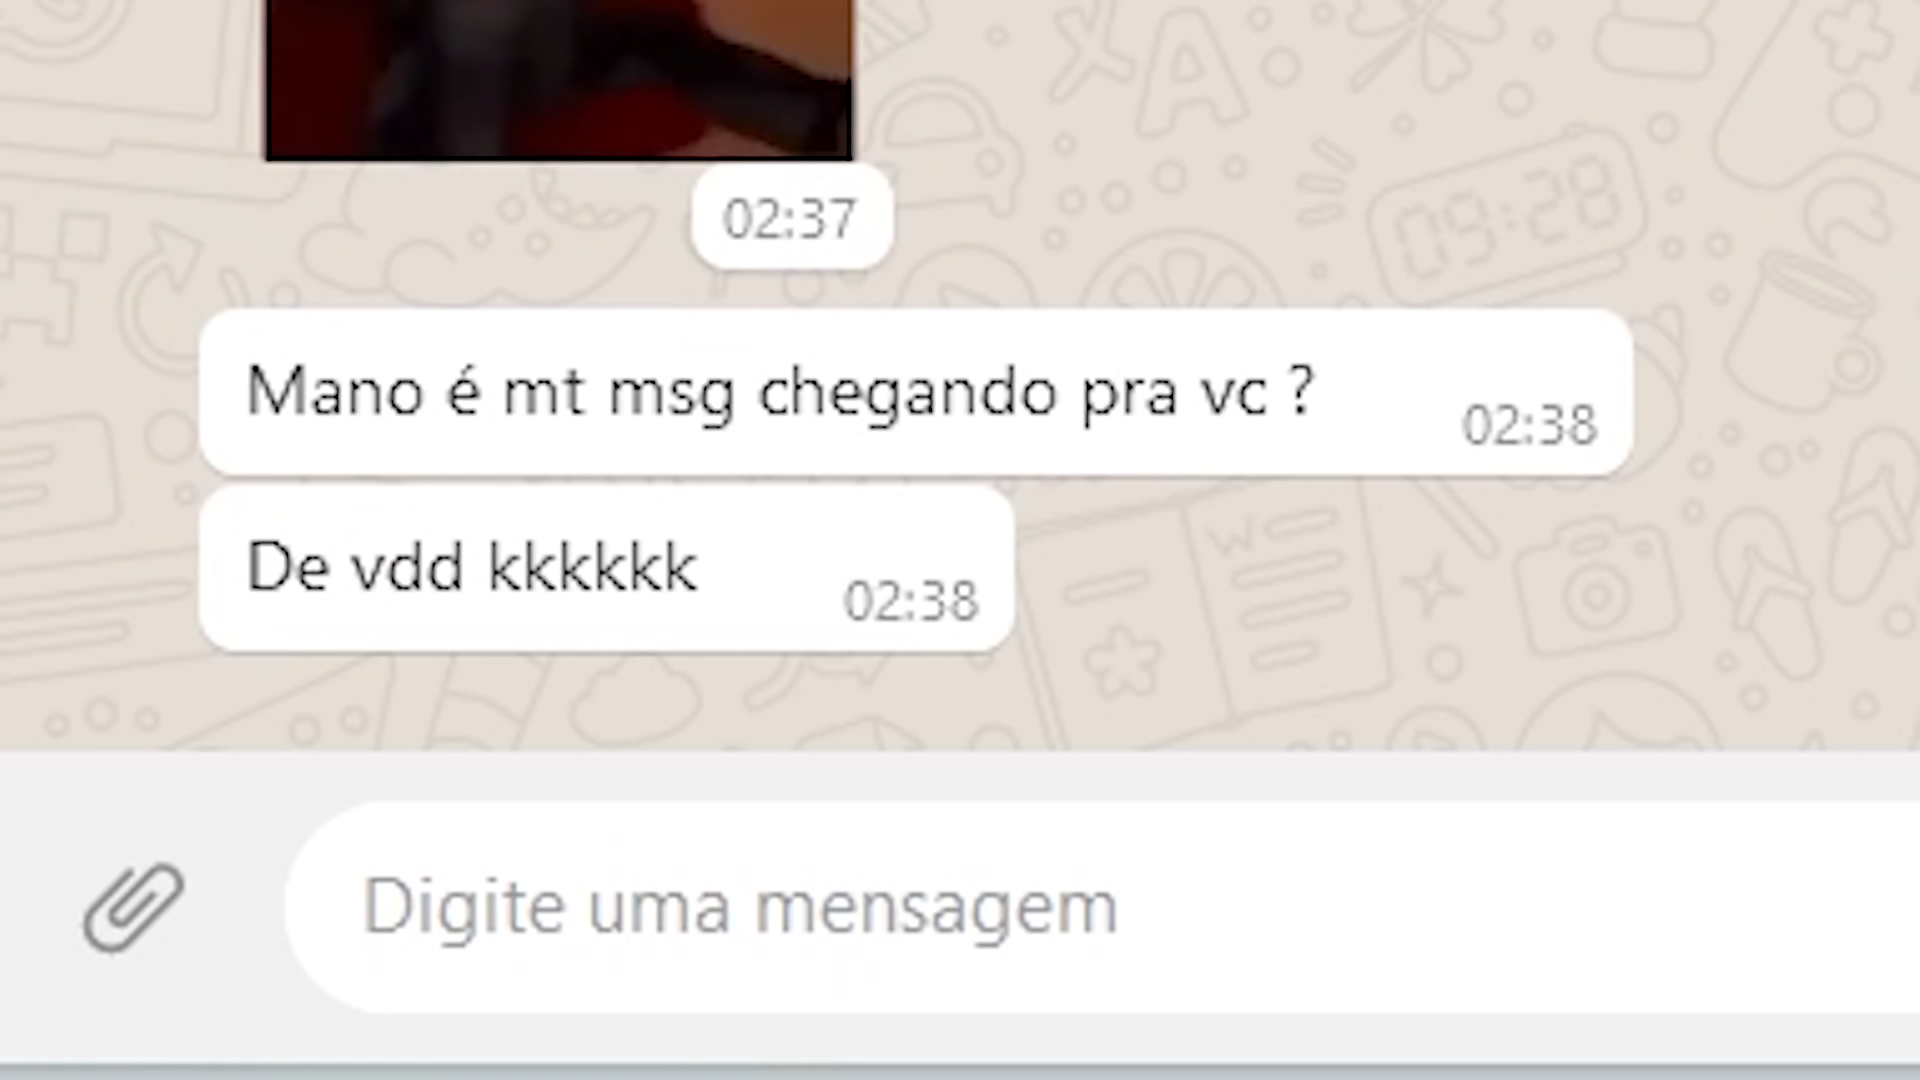 02:37
Mano é mt msg chegando pra vc ?
02:38
De vdd kkkkkk
02:38
Digite uma mensagem